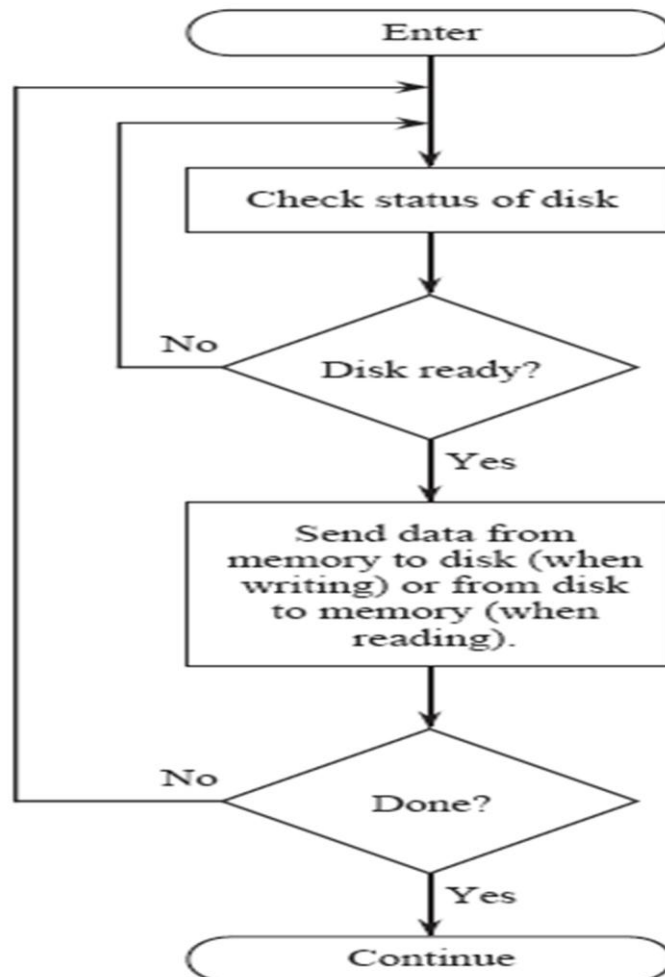 Enter
Check status of disk
No
Disk ready?
Yes
Send data from
memory to disk (when
writing) or from disk
to memory (when
reading).
No
Done?
Yes
Continue